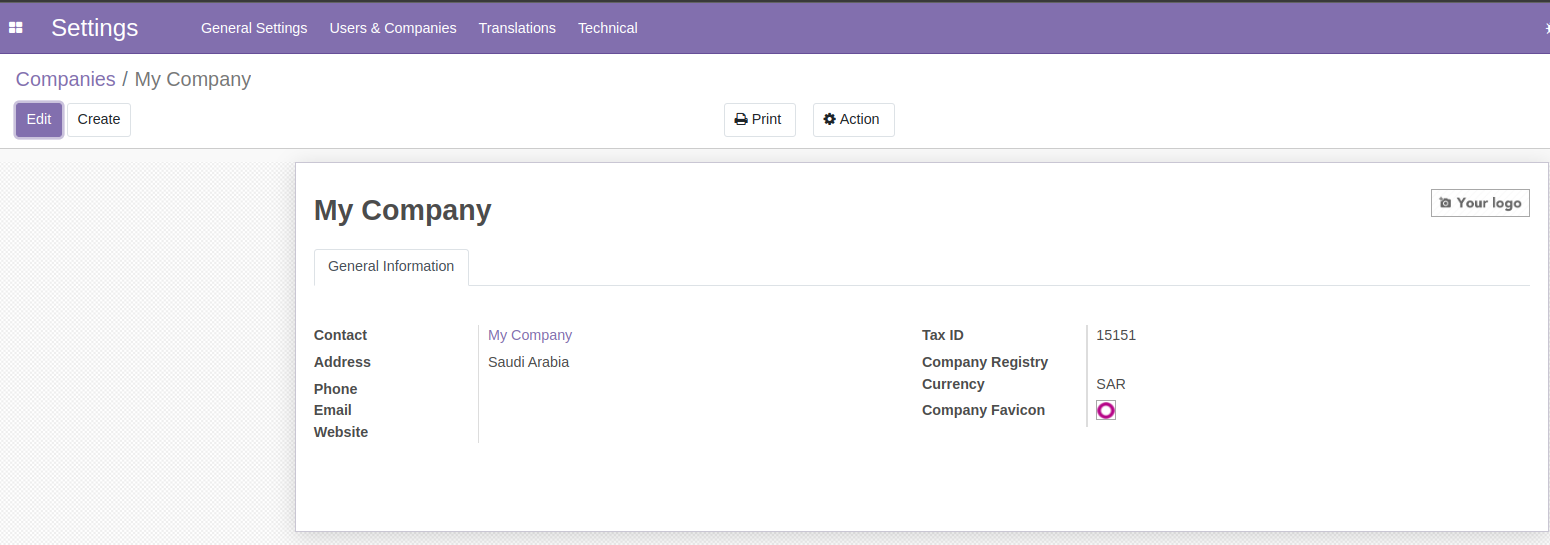 Settings General Settings Users & Companies Translations Technical
Companies / My Company
Edit Create Print Action
My Company
Your logo
General Information
Contact My Company Tax ID 15151
Address Saudi Arabia Company Registry
Phone Currency SAR
Email Company Favicon
Website